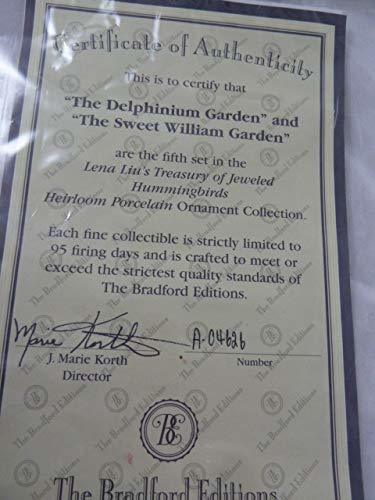 Certificate of Authenticity
This is to certify that
"The Delphinium Garden" and
"The Sweet William Garden"
are the fifth set in the
Lena Liu's Treasury of Jeweled
Hummingbirds
Heirloom Porcelain Ornament Collection.
Each fine collectible is strictly limited to
95 firing days and is crafted to meet or
exceed the strictest quality standards of
The Bradford Editions.
Marie Korth
A-04626
J. Marie Korth
Number
Director
BE
The Bradford Editions